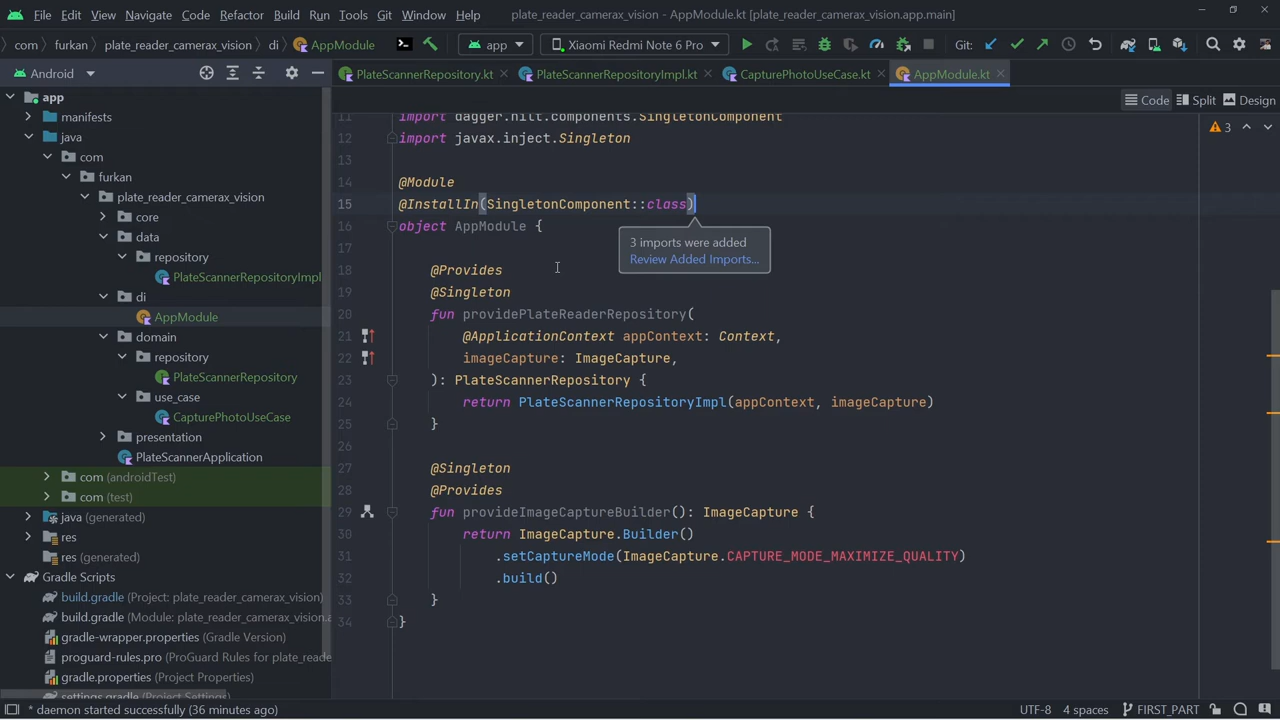 File Edit View Navigate Code Refactor Build Run Tools Git Window Help plate_reader_camerax_vision - AppModule.kt [plate_reader_camerax_vision.app.main]
com furkan plate_reader_camerax_vision di AppModule app Xiaomi Redmi Note 6 Pro Git:
Android PlateScannerRepository.kt PlateScannerRepositoryImpl.kt CapturePhotoUseCase.kt AppModule.kt
Code Split Design
app
manifests
java
com
furkan
plate_reader_camerax_vision
core
data
repository
PlateScannerRepositoryImpl
di
AppModule
domain
repository
PlateScannerRepository
use_case
CapturePhotoUseCase
presentation
PlateScannerApplication
com (androidTest)
com (test)
java (generated)
res
res (generated)
Gradle Scripts
build.gradle (Project: plate_reader_camerax_vision)
build.gradle (Module: plate_reader_camerax_vision.a
gradle-wrapper.properties (Gradle Version)
proguard-rules.pro (ProGuard Rules for plate_reade
gradle.properties (Project Properties)
settings.gradle (Project Settings)
3
11 import dagger.hilt.components.SingletonComponent
12 import javax.inject.Singleton
13
14 @Module
15 @InstallIn(SingletonComponent::class)
16 object AppModule {
17
18 @Provides
19 @Singleton
20 fun providePlateReaderRepository(
21 @ApplicationContext appContext: Context,
22 imageCapture: ImageCapture,
23 ): PlateScannerRepository {
24 return PlateScannerRepositoryImpl(appContext, imageCapture)
25 }
26
27 @Singleton
28 @Provides
29 fun provideImageCaptureBuilder(): ImageCapture {
30 return ImageCapture.Builder()
31 .setCaptureMode(ImageCapture.CAPTURE_MODE_MAXIMIZE_QUALITY)
32 .build()
33 }
34 }
3 imports were added
Review Added Imports...
* daemon started successfully (36 minutes ago) UTF-8 4 spaces FIRST_PART